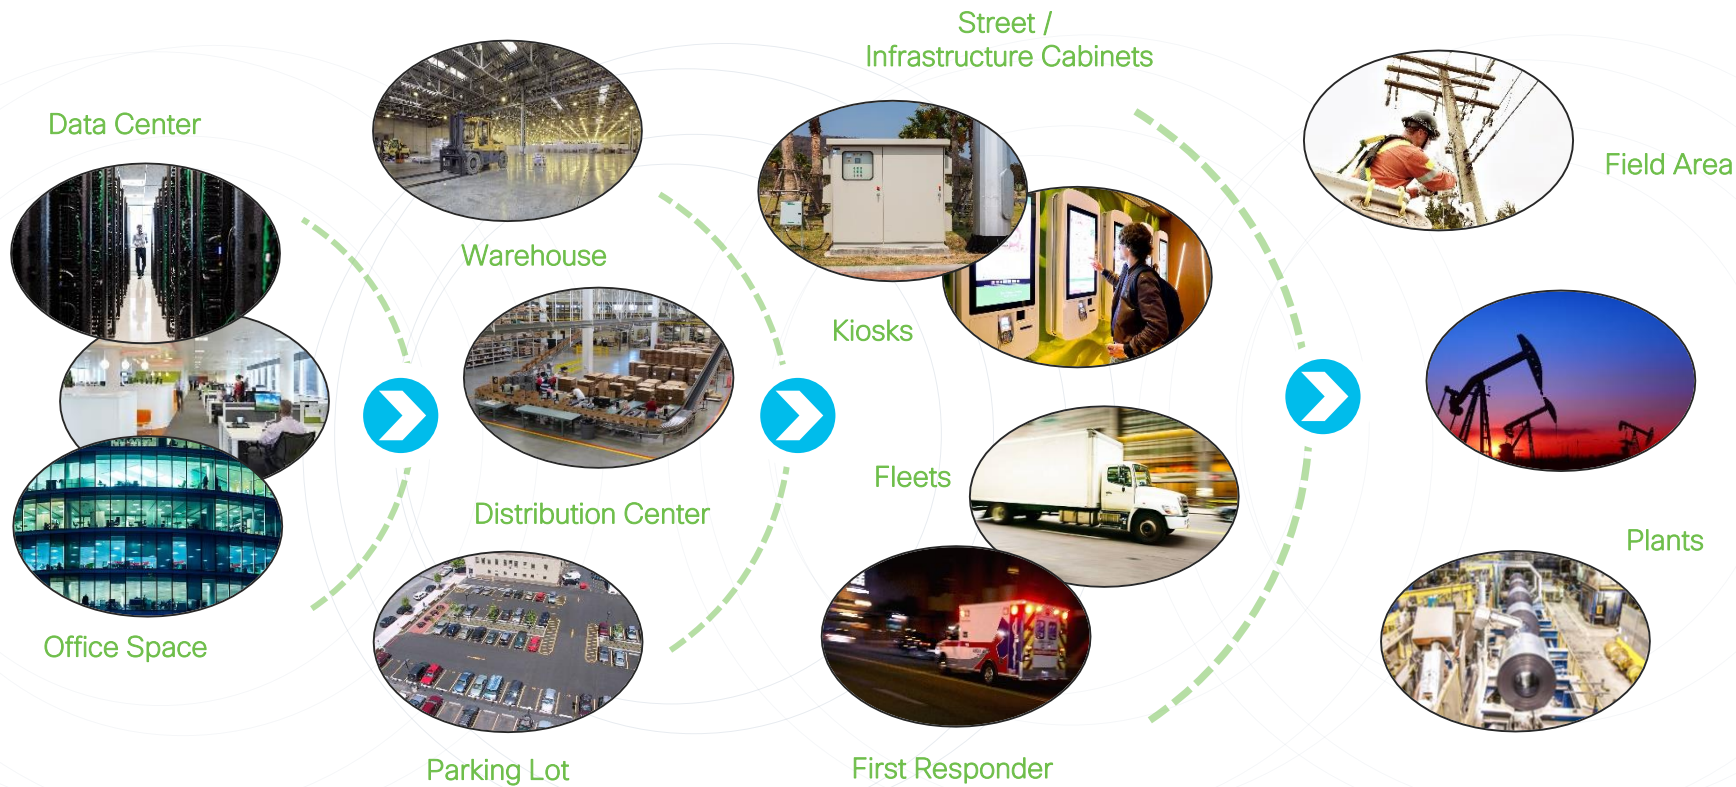 Data Center
Office Space
Warehouse
Distribution Center
Parking Lot
Street /
Infrastructure Cabinets
Kiosks
Fleets
First Responder
Field Area
Plants